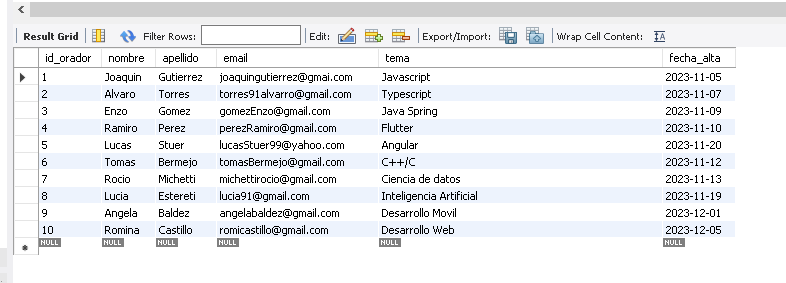 Result Grid Filter Rows: Edit: Export/Import: Wrap Cell Content: IA
id_orador nombre apellido email tema fecha_alta
1 Joaquin Gutierrez joaquingutierrez@gmai.com Javascript 2023-11-05
2 Alvaro Torres torres91alvarro@gmail.com Typescript 2023-11-07
3 Enzo Gomez gomezEnzo@gmail.com Java Spring 2023-11-09
4 Ramiro Perez perezRamiro@gmail.com Flutter 2023-11-10
5 Lucas Stuer lucasStuer99@yahoo.com Angular 2023-11-20
6 Tomas Bermejo tomasBermejo@gmail.com C++/C 2023-11-12
7 Rocio Michetti michettirocio@gmail.com Ciencia de datos 2023-11-13
8 Lucia Estereti lucia91@gmail.com Inteligencia Artificial 2023-11-19
9 Angela Baldez angelabaldez@gmail.com Desarrollo Movil 2023-12-01
10 Romina Castillo romicastillo@gmail.com Desarrollo Web 2023-12-05
NULL NULL NULL NULL NULL NULL